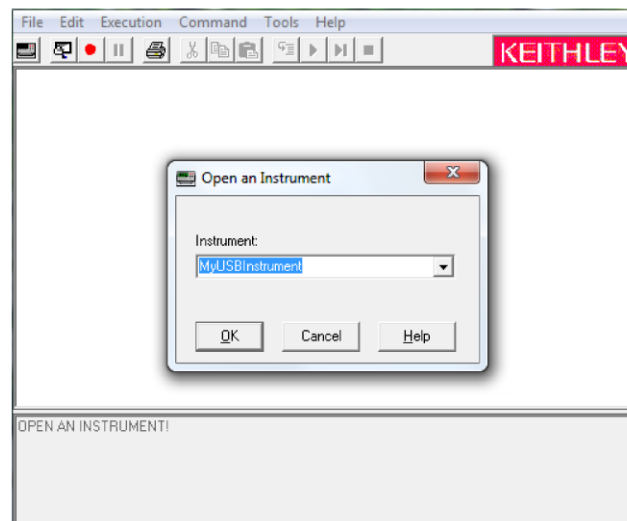 File Edit Execution Command Tools Help
KEITHLEY
Open an Instrument
Instrument:
MyUSBInstrument
OK Cancel Help
OPEN AN INSTRUMENT!